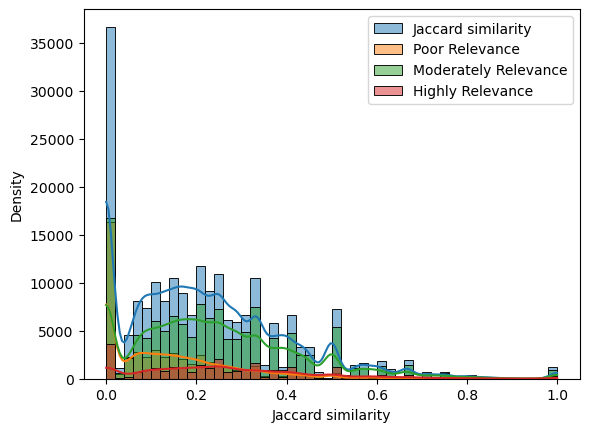 Jaccard similarity
Poor Relevance
Moderately Relevance
Highly Relevance
Density
35000
30000
25000
20000
15000
10000
5000
0
0.0 0.2 0.4 0.6 0.8 1.0
Jaccard similarity